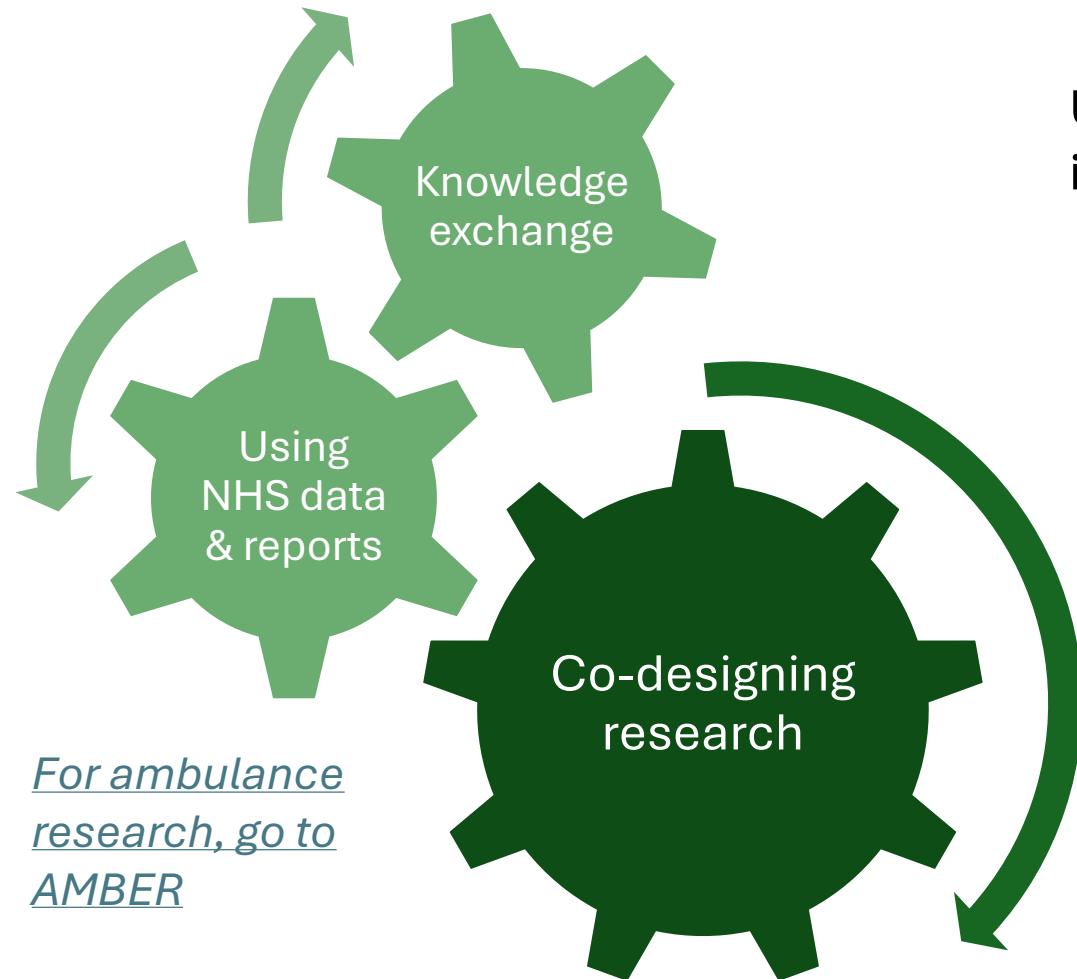 Knowledge
exchange
Using
NHS data
& reports
Co-designing
research
For ambulance
research, go to
AMBER